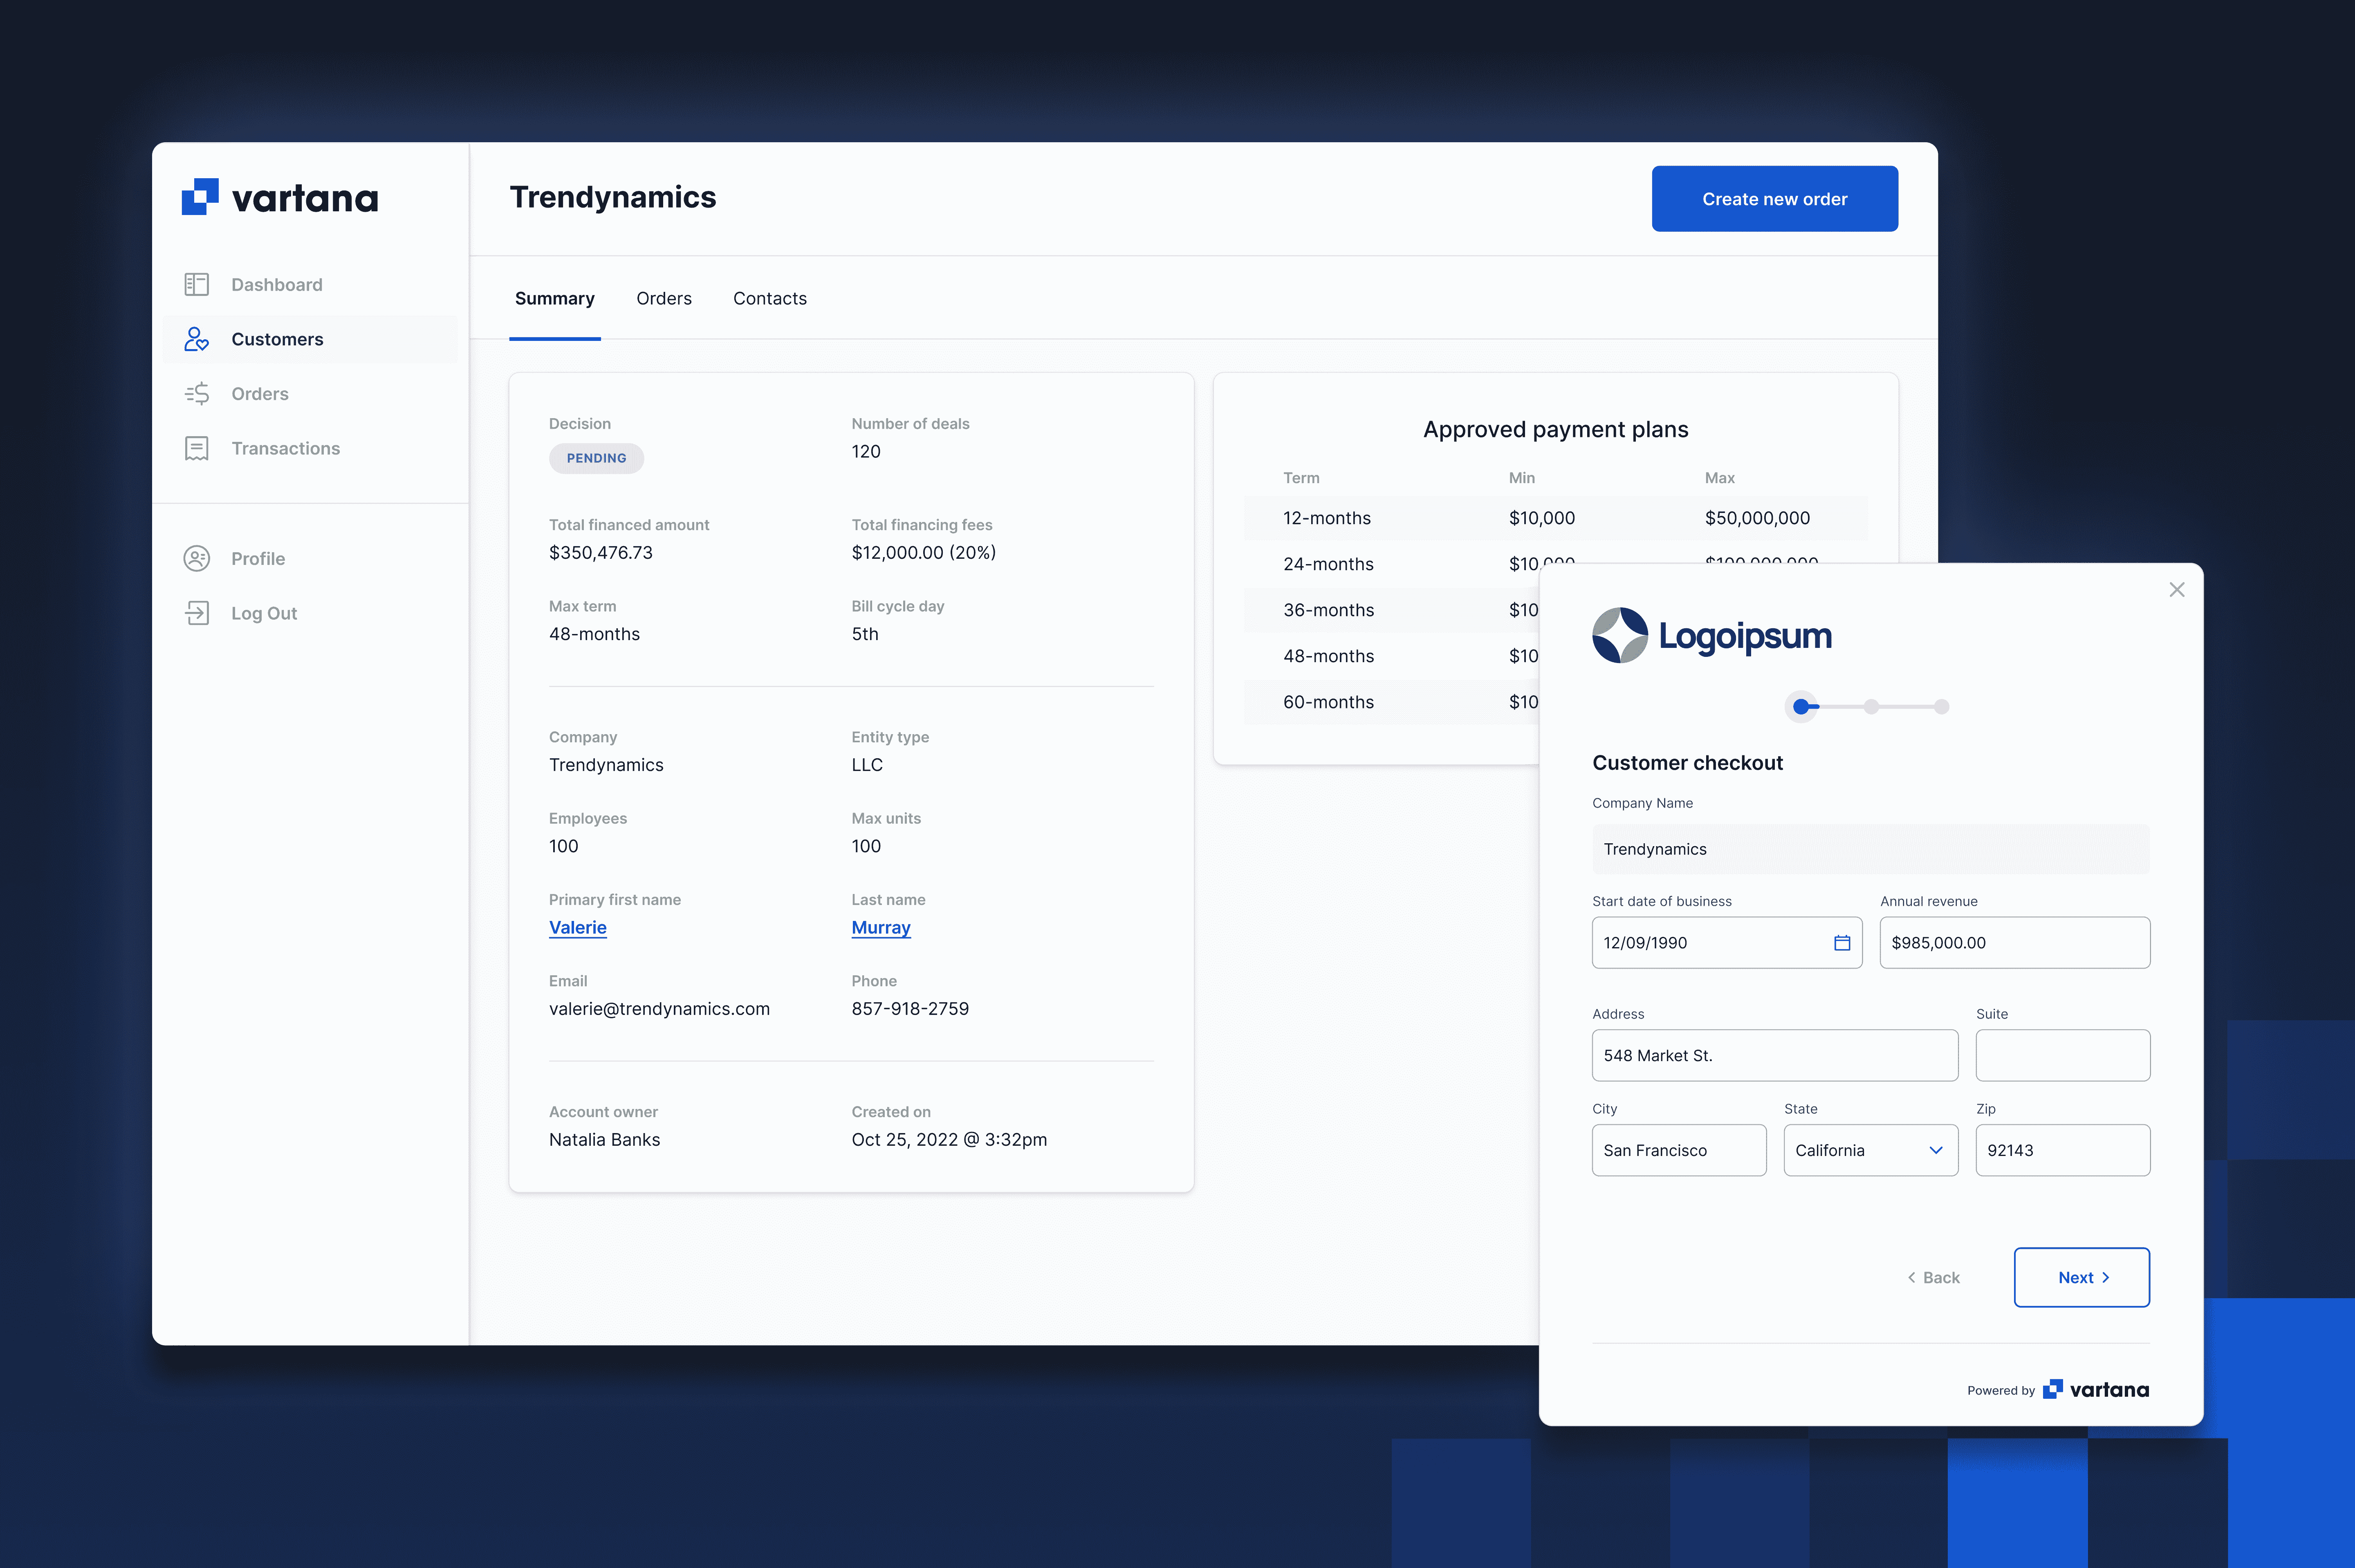 vartana
Dashboard
Customers
Orders
Transactions
Profile
Log Out
Trendynamics
Create new order
Summary Orders Contacts
Decision Number of deals
PENDING 120
Total financed amount Total financing fees
$350,476.73 $12,000.00 (20%)
Max term Bill cycle day
48-months 5th
Company Entity type
Trendynamics LLC
Employees Max units
100 100
Primary first name Last name
Valerie Murray
Email Phone
valerie@trendynamics.com 857-918-2759
Account owner Created on
Natalia Banks Oct 25, 2022 @ 3:32pm
Approved payment plans
Term Min Max
12-months $10,000 $50,000,000
24-months $10,000 $100,000,000
36-months $10
48-months $10
60-months $10
Logoipsum
Customer checkout
Company Name
Trendynamics
Start date of business Annual revenue
12/09/1990 $985,000.00
Address Suite
548 Market St.
City State Zip
San Francisco California 92143
Back Next
Powered by vartana